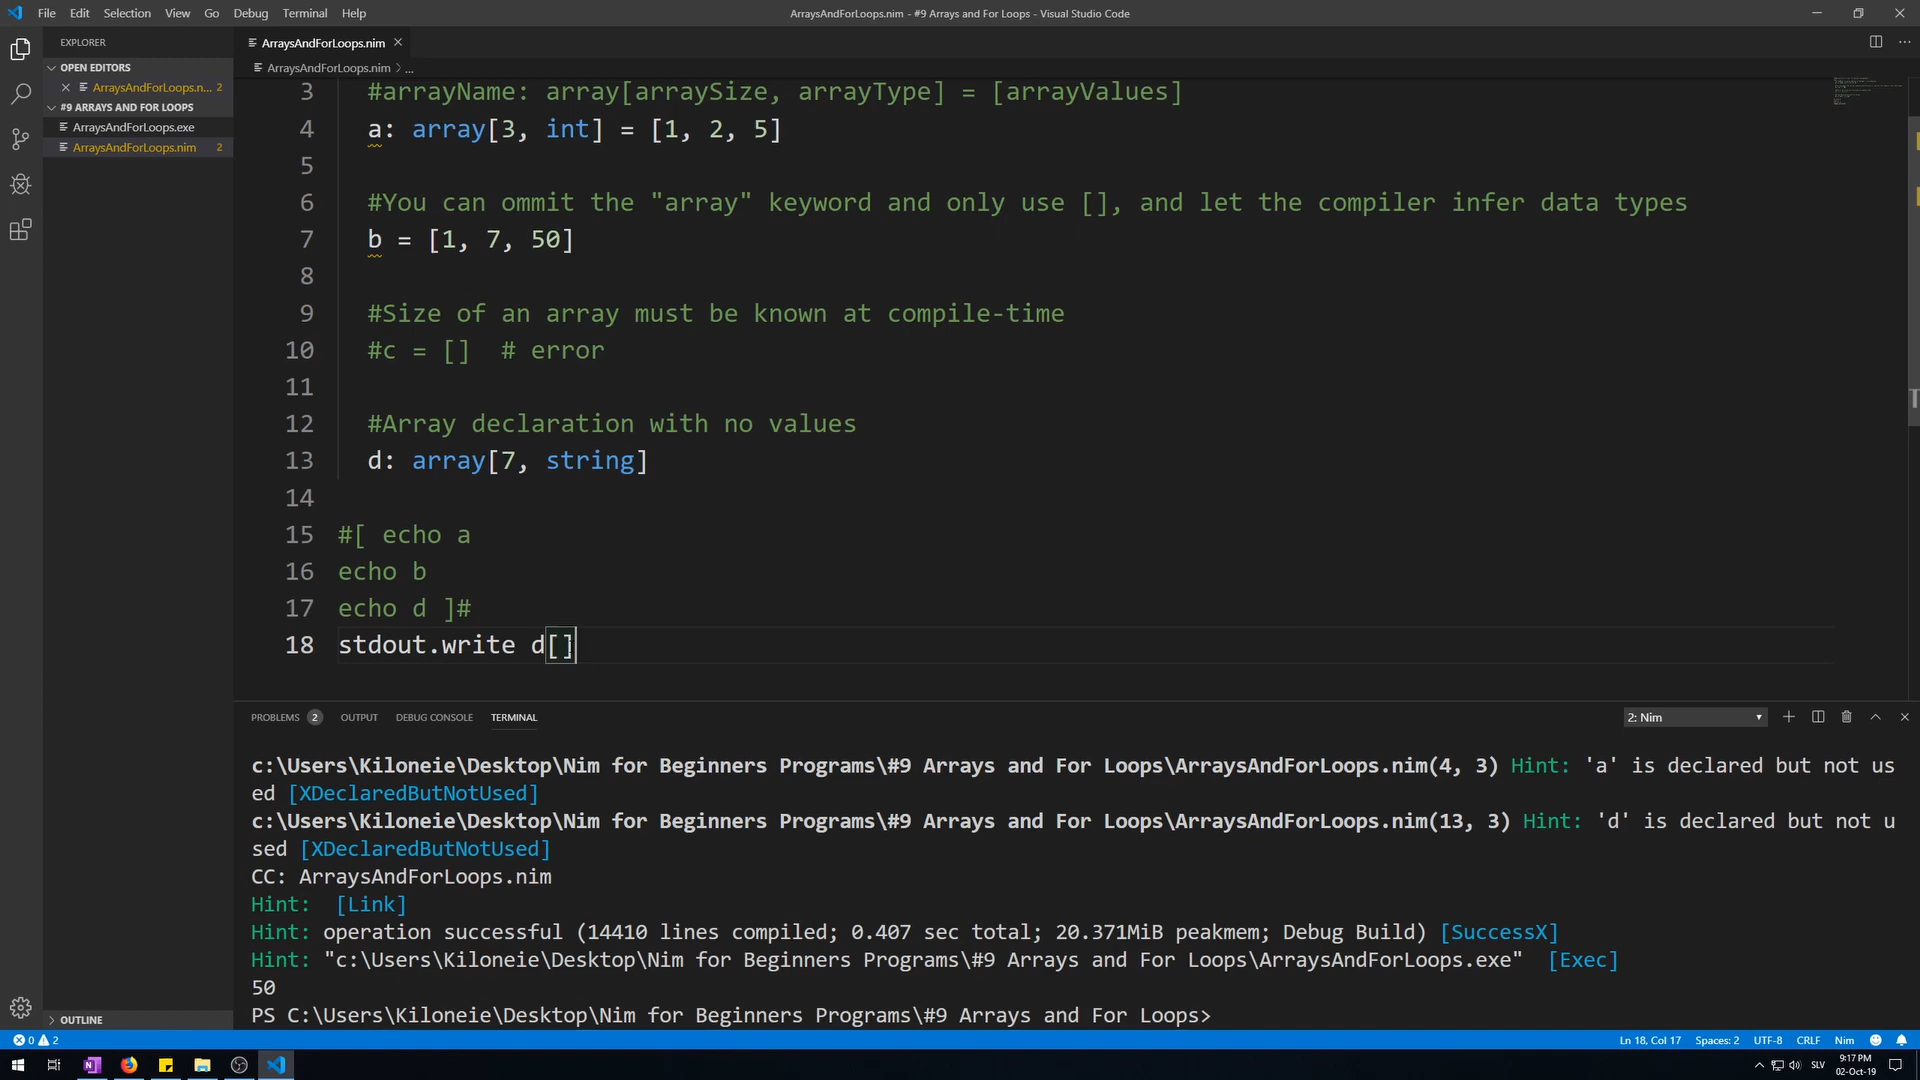 File Edit Selection View Go Debug Terminal Help
ArraysAndForLoops.nim - #9 Arrays and For Loops - Visual Studio Code
EXPLORER
OPEN EDITORS
ArraysAndForLoops.n... 2
#9 ARRAYS AND FOR LOOPS
ArraysAndForLoops.exe
ArraysAndForLoops.nim 2
OUTLINE
ArraysAndForLoops.nim
ArraysAndForLoops.nim > ...
3 #arrayName: array[arraySize, arrayType] = [arrayValues]
4 a: array[3, int] = [1, 2, 5]
5
6 #You can ommit the "array" keyword and only use [], and let the compiler infer data types
7 b = [1, 7, 50]
8
9 #Size of an array must be known at compile-time
10 #c = [] # error
11
12 #Array declaration with no values
13 d: array[7, string]
14
15 #[ echo a
16 echo b
17 echo d ]#
18 stdout.write d[]
PROBLEMS 2 OUTPUT DEBUG CONSOLE TERMINAL
2: Nim
c:\Users\Kiloneie\Desktop\Nim for Beginners Programs\#9 Arrays and For Loops\ArraysAndForLoops.nim(4, 3) Hint: 'a' is declared but not us
ed [XDeclaredButNotUsed]
c:\Users\Kiloneie\Desktop\Nim for Beginners Programs\#9 Arrays and For Loops\ArraysAndForLoops.nim(13, 3) Hint: 'd' is declared but not u
sed [XDeclaredButNotUsed]
CC: ArraysAndForLoops.nim
Hint: [Link]
Hint: operation successful (14410 lines compiled; 0.407 sec total; 20.371MiB peakmem; Debug Build) [SuccessX]
Hint: "c:\Users\Kiloneie\Desktop\Nim for Beginners Programs\#9 Arrays and For Loops\ArraysAndForLoops.exe" [Exec]
50
PS C:\Users\Kiloneie\Desktop\Nim for Beginners Programs\#9 Arrays and For Loops>
0 2
Ln 18, Col 17 Spaces: 2 UTF-8 CRLF Nim
SLV
9:17 PM
02-Oct-19